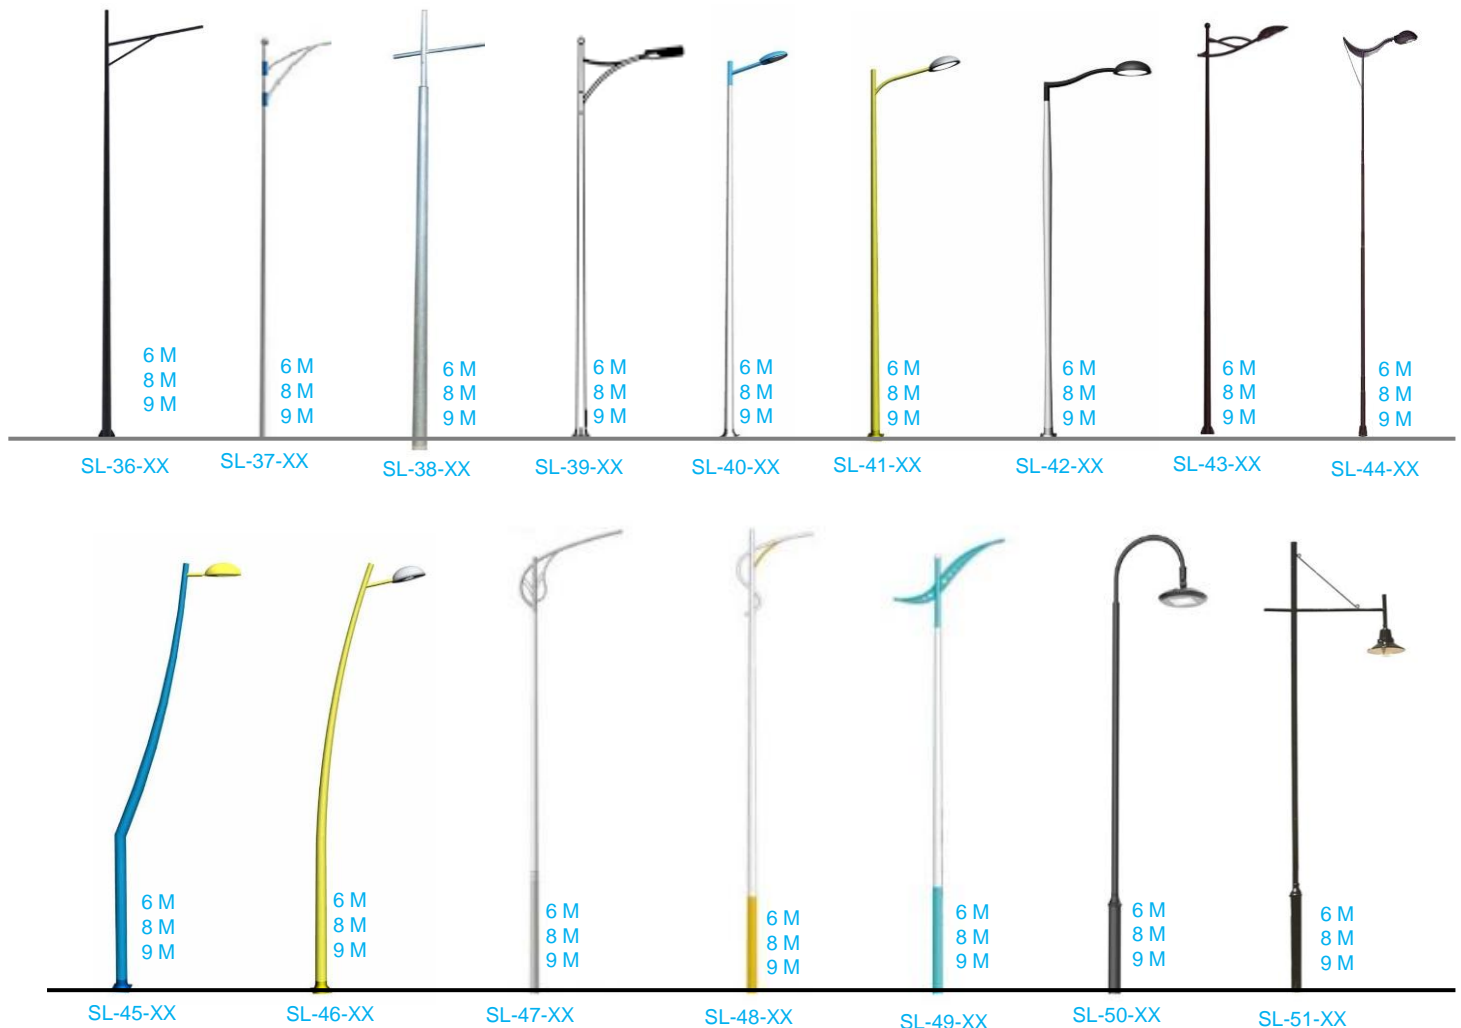 6 M
8 M
9 M
6 M
8 M
9 M
6 M
8 M
9 M
6 M
8 M
9 M
6 M
8 M
9 M
6 M
8 M
9 M
6 M
8 M
9 M
6 M
8 M
9 M
6 M
8 M
9 M
SL-36-XX
SL-37-XX
SL-38-XX
SL-39-XX
SL-40-XX
SL-41-XX
SL-42-XX
SL-43-XX
SL-44-XX
6 M
8 M
9 M
6 M
8 M
9 M
6 M
8 M
9 M
6 M
8 M
9 M
6 M
8 M
9 M
6 M
8 M
9 M
6 M
8 M
9 M
SL-45-XX
SL-46-XX
SL-47-XX
SL-48-XX
SL-49-XX
SL-50-XX
SL-51-XX